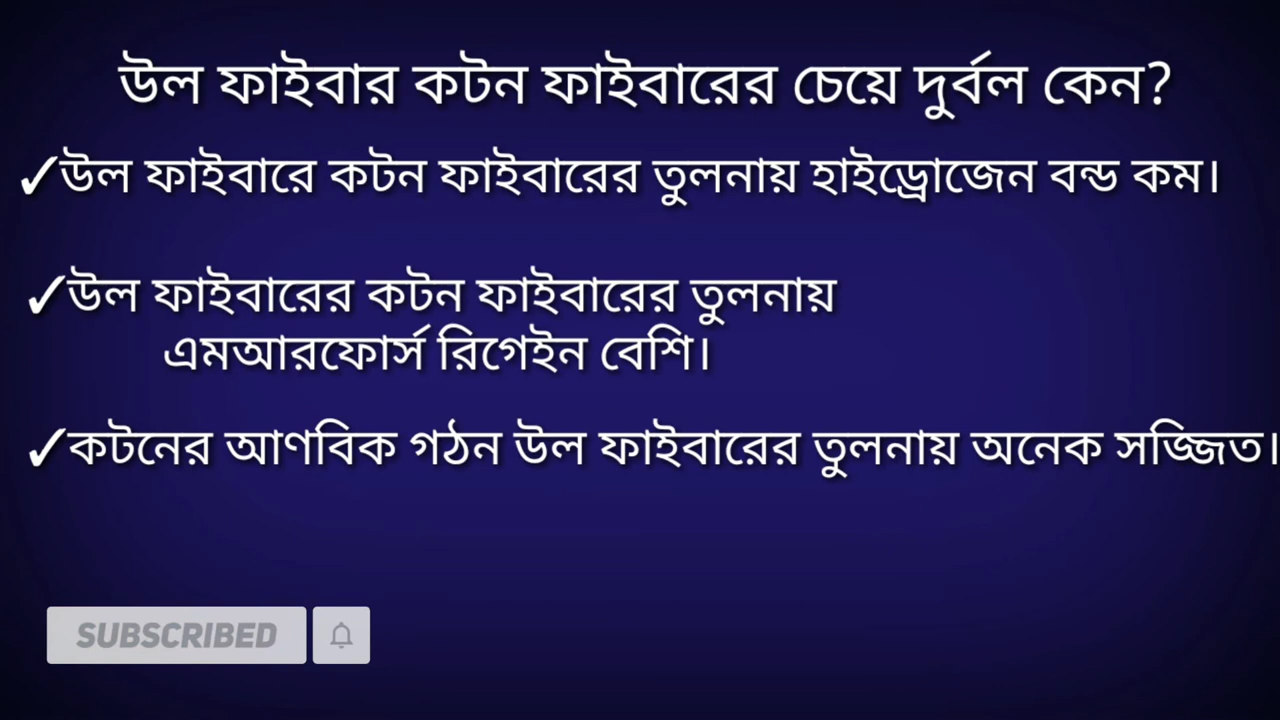 উল ফাইবার কটন ফাইবারের চেয়ে দুর্বল কেন?
✓উল ফাইবারে কটন ফাইবারের তুলনায় হাইড্রোজেন বন্ড কম।
✓উল ফাইবারের কটন ফাইবারের তুলনায়
এমআরফোর্স রিগেইন বেশি।
✓কটনের আণবিক গঠন উল ফাইবারের তুলনায় অনেক সজ্জিত।
SUBSCRIBED